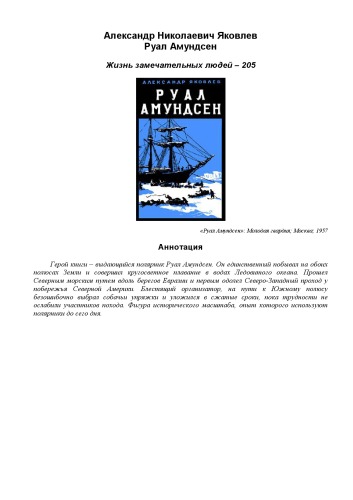 Александр Николаевич Яковлев
Руал Амундсен
Жизнь замечательных людей – 205
АЛЕКСАНДР ЯКОВЛЕВ
РУАЛ
АМУНДСЕН
«Руал Амундсен»: Молодая гвардия; Москва; 1957
Аннотация
Герой книги – выдающийся полярник Руал Амундсен. Он единственный побывал на обоих
полюсах Земли и совершил кругосветное плавание в водах Ледовитого океана. Прошел
Северным морским путем вдоль берегов Евразии и первым одолел Северо-Западный проход у
побережья Северной Америки. Блестящий организатор, на пути к Южному полюсу
безошибочно выбрал собачьи упряжки и уложился в сжатые сроки, пока трудности не
ослабили участников похода. Фигура исторического масштаба, опыт которого используют
полярники до сего дня.